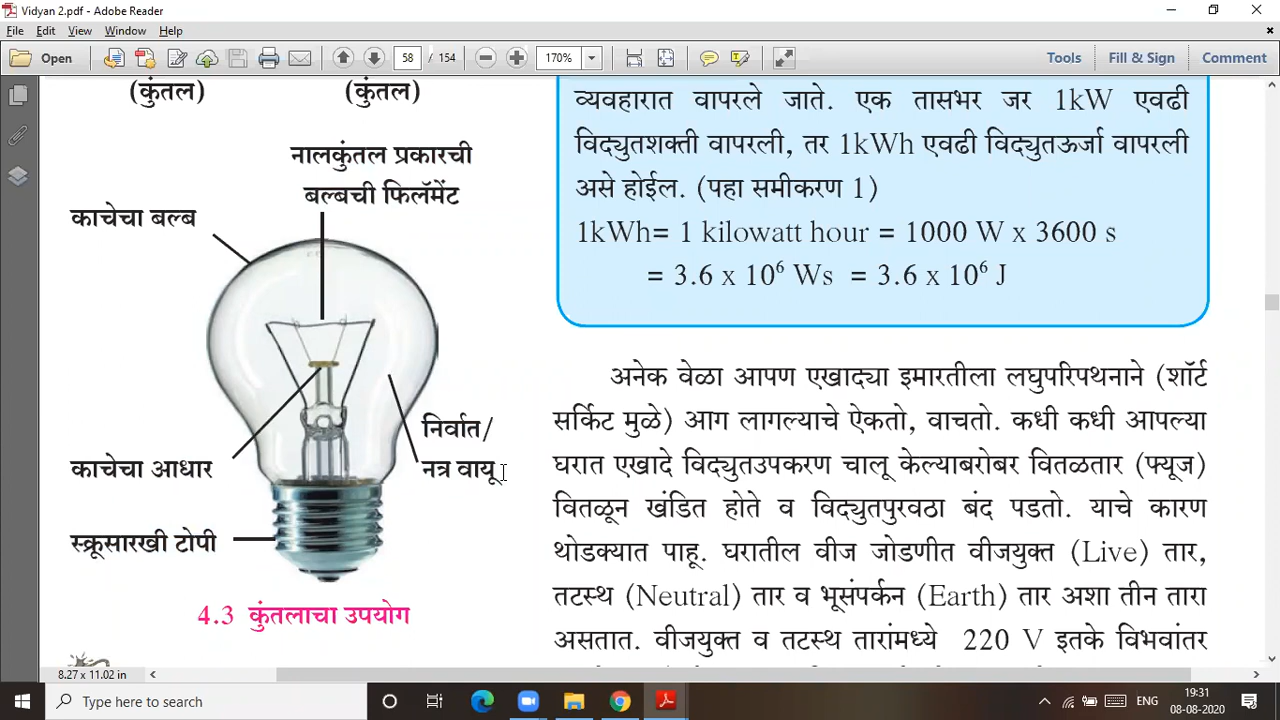 Vidyan 2.pdf - Adobe Reader
File Edit View Window Help
Open 58 / 154 170% Tools Fill & Sign Comment
(कुंतल) (कुंतल)
नालकुंतल प्रकारची
बल्बची फिलॅमेंट
काचेचा बल्ब
निर्वात/
नत्र वायू
काचेचा आधार
स्क्रूसारखी टोपी
4.3 कुंतलाचा उपयोग
व्यवहारात वापरले जाते. एक तासभर जर 1kW एवढी
विद्युतशक्ती वापरली, तर 1kWh एवढी विद्युतऊर्जा वापरली
असे होईल. (पहा समीकरण 1)
1kWh= 1 kilowatt hour = 1000 W x 3600 s
= 3.6 x 10⁶ Ws = 3.6 x 10⁶ J
अनेक वेळा आपण एखाद्या इमारतीला लघुपरिपथनाने (शॉर्ट
सर्किट मुळे) आग लागल्याचे ऐकतो, वाचतो. कधी कधी आपल्या
घरात एखादे विद्युतउपकरण चालू केल्याबरोबर वितळतार (फ्यूज)
वितळून खंडित होते व विद्युतपुरवठा बंद पडतो. याचे कारण
थोडक्यात पाहू. घरातील वीज जोडणीत वीजयुक्त (Live) तार,
तटस्थ (Neutral) तार व भूसंपर्कन (Earth) तार अशा तीन तारा
असतात. वीजयुक्त व तटस्थ तारांमध्ये 220 V इतके विभवांतर
8.27 x 11.02 in
Type here to search
ENG
19:31
08-08-2020